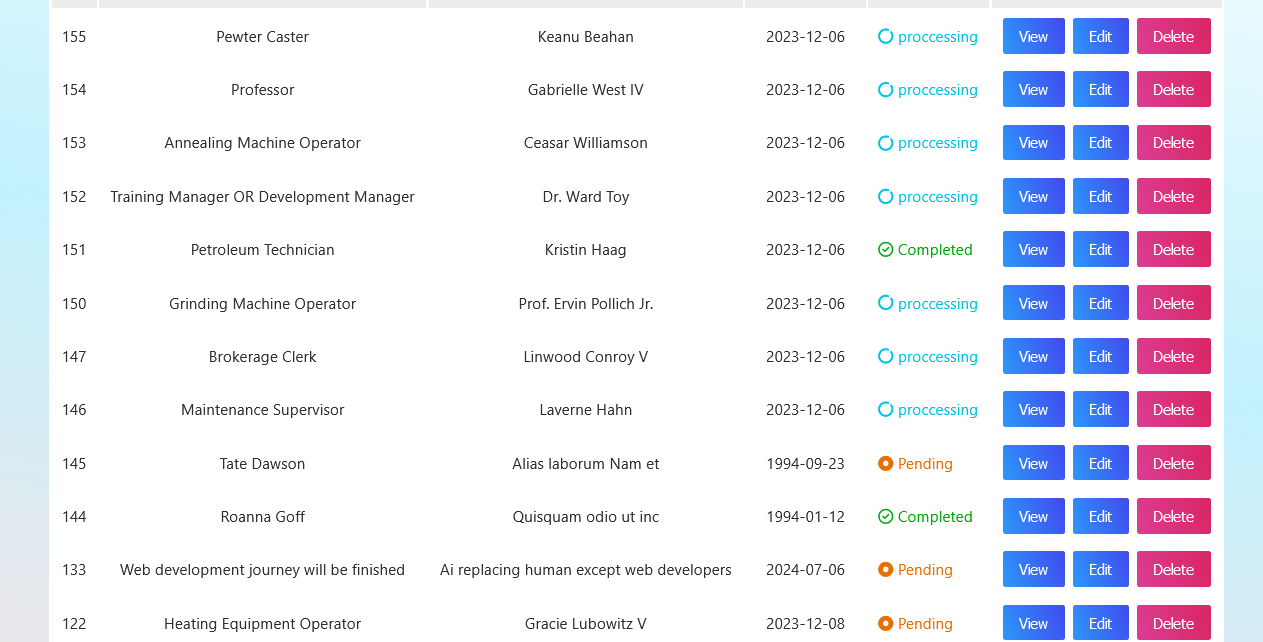 155 Pewter Caster Keanu Beahan 2023-12-06 proccessing View Edit Delete
154 Professor Gabrielle West IV 2023-12-06 proccessing View Edit Delete
153 Annealing Machine Operator Ceasar Williamson 2023-12-06 proccessing View Edit Delete
152 Training Manager OR Development Manager Dr. Ward Toy 2023-12-06 proccessing View Edit Delete
151 Petroleum Technician Kristin Haag 2023-12-06 Completed View Edit Delete
150 Grinding Machine Operator Prof. Ervin Pollich Jr. 2023-12-06 proccessing View Edit Delete
147 Brokerage Clerk Linwood Conroy V 2023-12-06 proccessing View Edit Delete
146 Maintenance Supervisor Laverne Hahn 2023-12-06 proccessing View Edit Delete
145 Tate Dawson Alias laborum Nam et 1994-09-23 Pending View Edit Delete
144 Roanna Goff Quisquam odio ut inc 1994-01-12 Completed View Edit Delete
133 Web development journey will be finished Ai replacing human except web developers 2024-07-06 Pending View Edit Delete
122 Heating Equipment Operator Gracie Lubowitz V 2023-12-08 Pending View Edit Delete